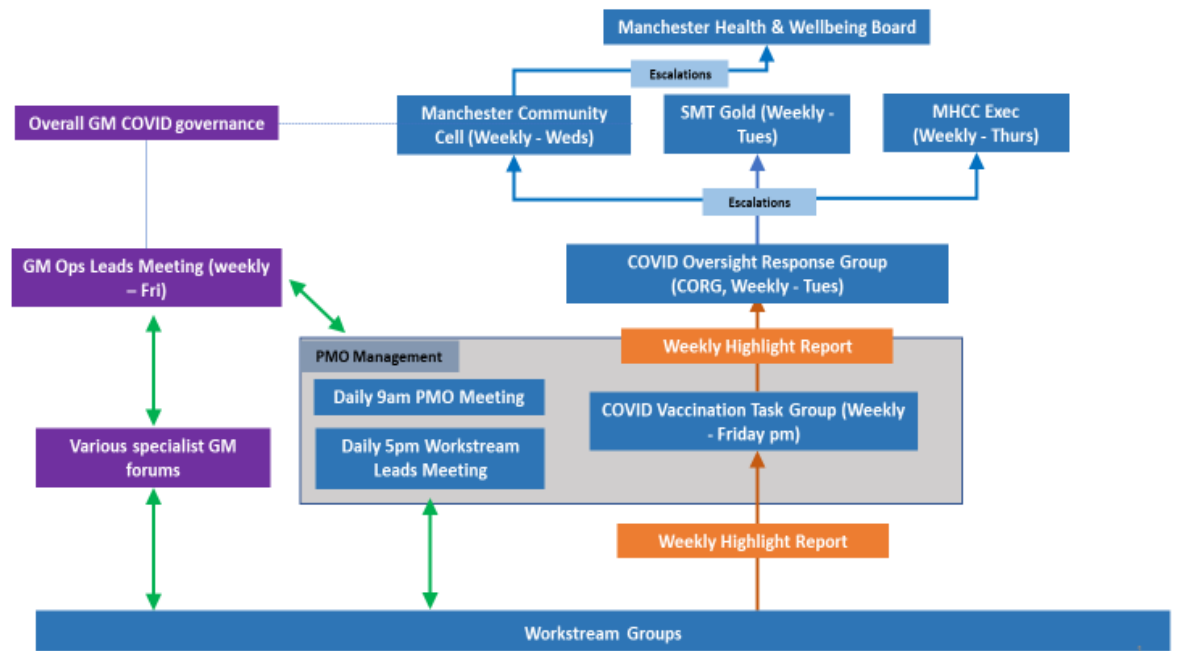 Manchester Health & Wellbeing Board
Escalations
Overall GM COVID governance
Manchester Community
Cell (Weekly - Weds)
SMT Gold (Weekly -
Tues)
MHCC Exec
(Weekly - Thurs)
Escalations
GM Ops Leads Meeting (weekly
– Fri)
COVID Oversight Response Group
(CORG, Weekly - Tues)
Weekly Highlight Report
PMO Management
Daily 9am PMO Meeting
COVID Vaccination Task Group (Weekly
- Friday pm)
Various specialist GM
forums
Daily 5pm Workstream
Leads Meeting
Weekly Highlight Report
Workstream Groups